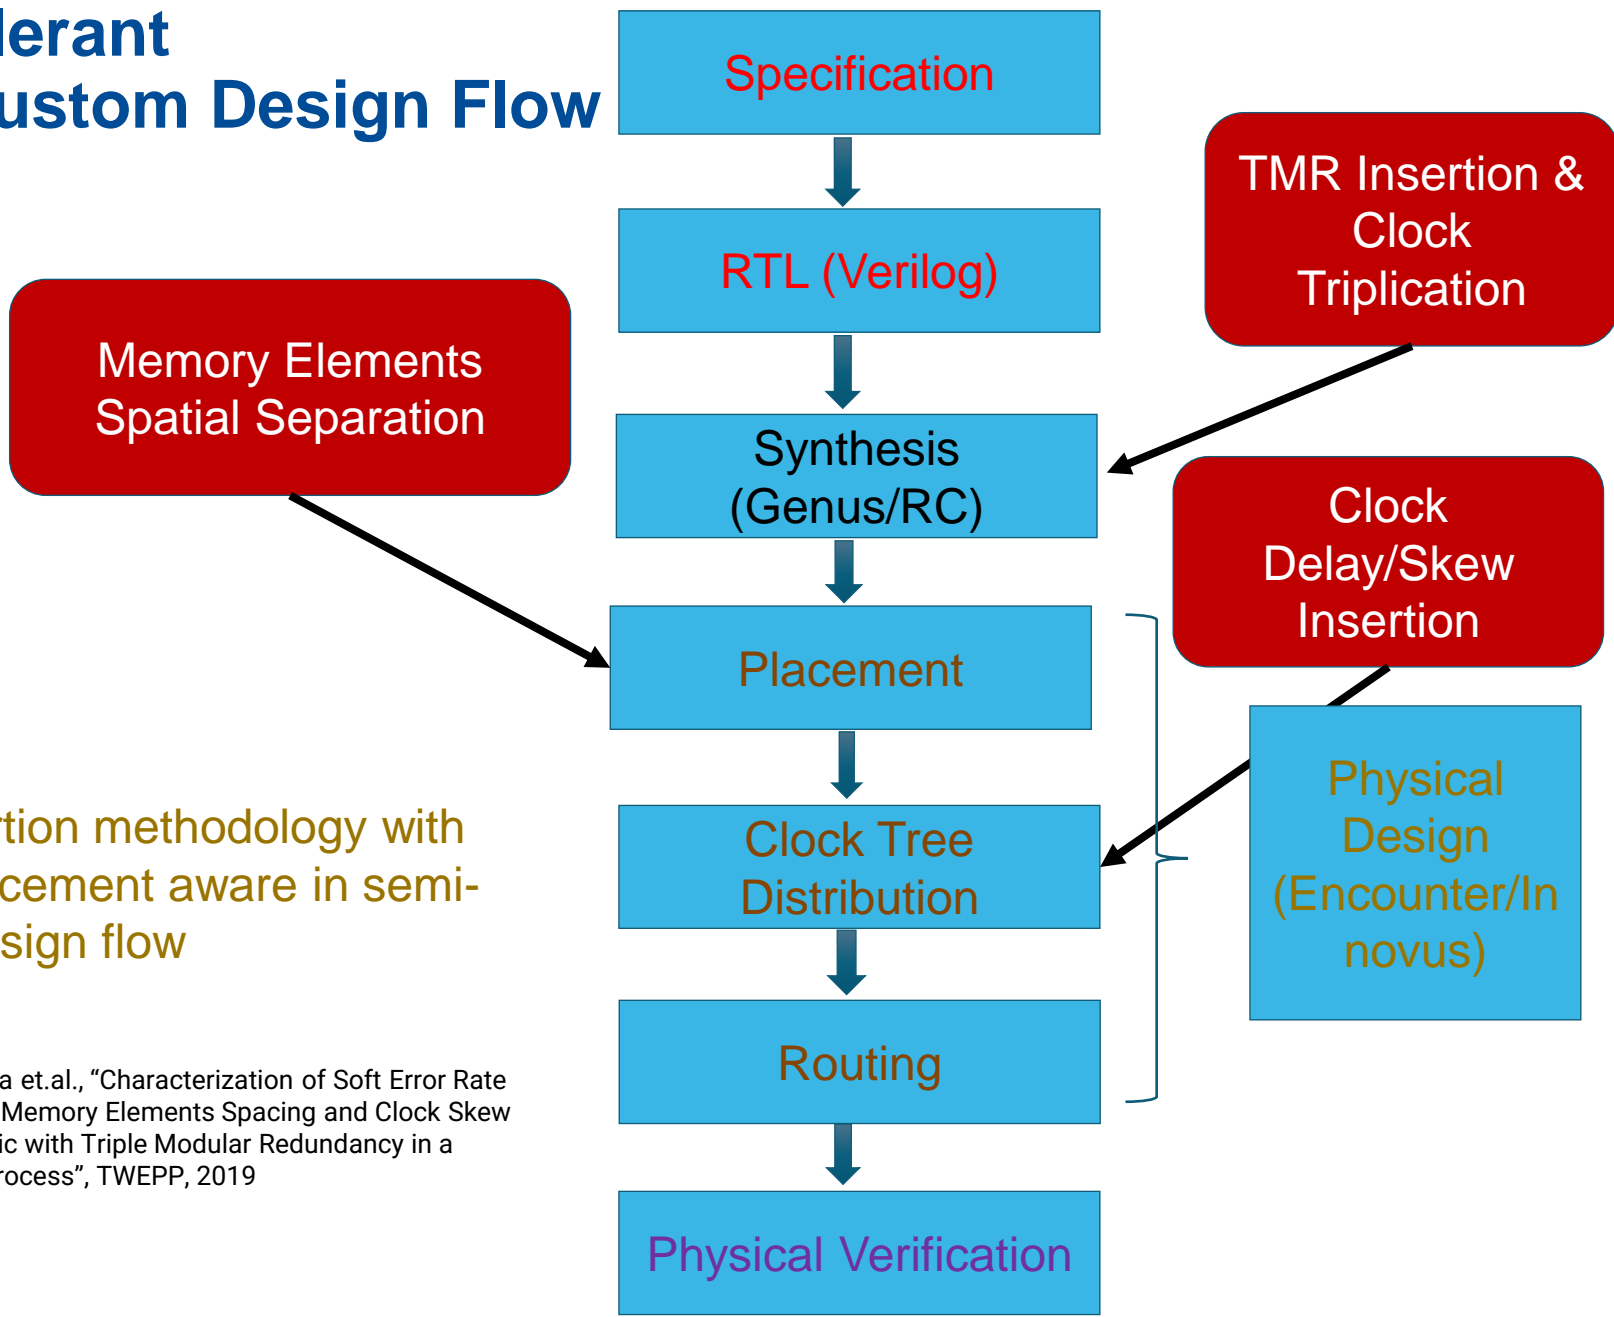 lerant
ustom Design Flow
Specification
TMR Insertion &
Clock
Triplication
RTL (Verilog)
Memory Elements
Spatial Separation
Synthesis
(Genus/RC)
Clock
Delay/Skew
Insertion
Placement
Physical
Design
(Encounter/In
novus)
rtion methodology with
cement aware in semi-
sign flow
Clock Tree
Distribution
Routing
a et.al., “Characterization of Soft Error Rate
Memory Elements Spacing and Clock Skew
ic with Triple Modular Redundancy in a
rocess”, TWEPP, 2019
Physical Verification